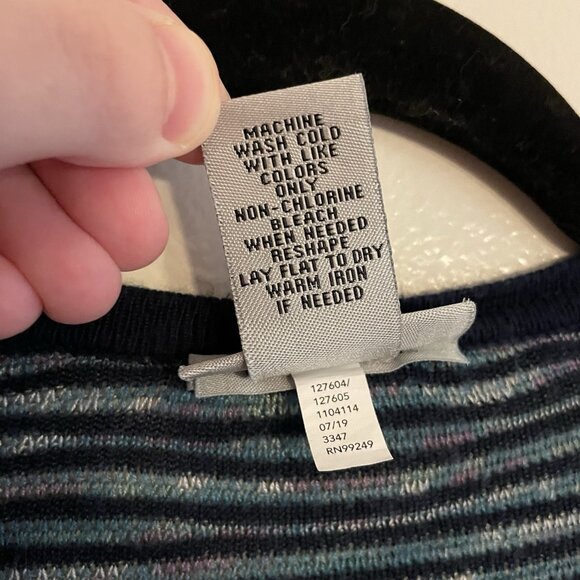 MACHINE
WASH COLD
WITH LIKE
COLORS
ONLY
NON-CHLORINE
BLEACH
WHEN NEEDED
RESHAPE
LAY FLAT TO DRY
WARM IRON
IF NEEDED
127604/
127605
1104114
07/19
3347
RN99249